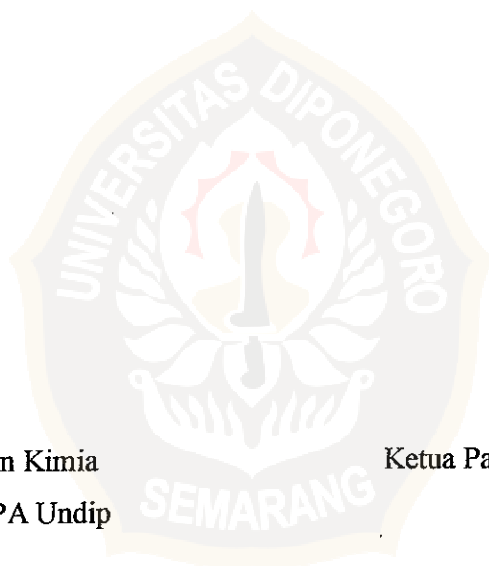 UNIVERSITAS DIPONEGORO
n Kimia
Ketua Pa
PA Undip
SEMARANG